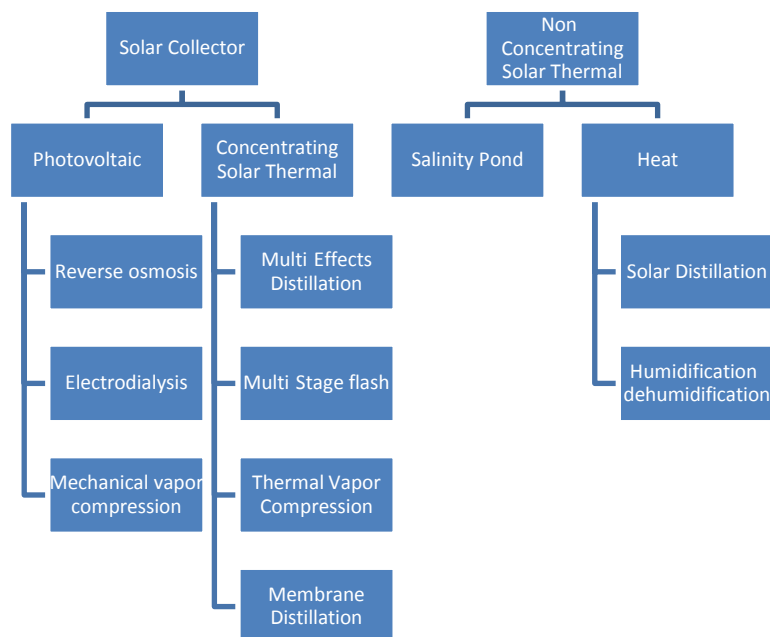 Solar Collector
Non
Concentrating
Solar Thermal
Photovoltaic
Concentrating
Solar Thermal
Salinity Pond
Heat
Reverse osmosis
Multi Effects
Distillation
Solar Distillation
Electrodialysis
Multi Stage flash
Humidification
dehumidification
Mechanical vapor
compression
Thermal Vapor
Compression
Membrane
Distillation